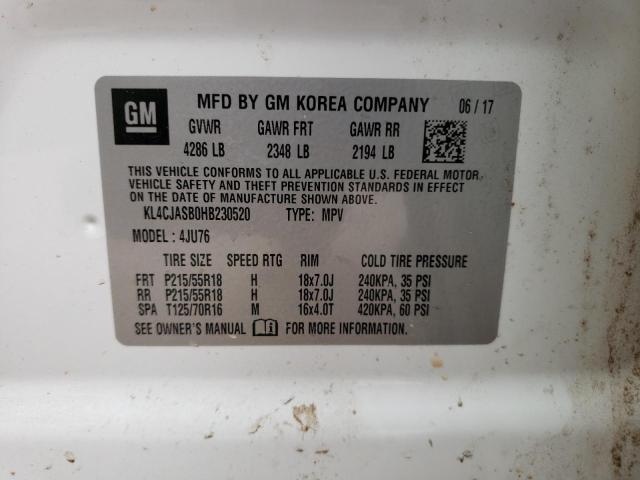 GM MFD BY GM KOREA COMPANY 06/17
GVWR GAWR FRT GAWR RR
4286 LB 2348 LB 2194 LB
THIS VEHICLE CONFORMS TO ALL APPLICABLE U.S. FEDERAL MOTOR
VEHICLE SAFETY AND THEFT PREVENTION STANDARDS IN EFFECT
ON THE DATE OF MANUFACTURE SHOWN ABOVE.
KL4CJASB0HB230520 TYPE: MPV
MODEL: 4JU76
TIRE SIZE SPEED RTG RIM COLD TIRE PRESSURE
FRT P215/55R18 H 18x7.0J 240KPA, 35 PSI
RR P215/55R18 H 18x7.0J 240KPA, 35 PSI
SPA T125/70R16 M 16x4.0T 420KPA, 60 PSI
SEE OWNER'S MANUAL FOR MORE INFORMATION.